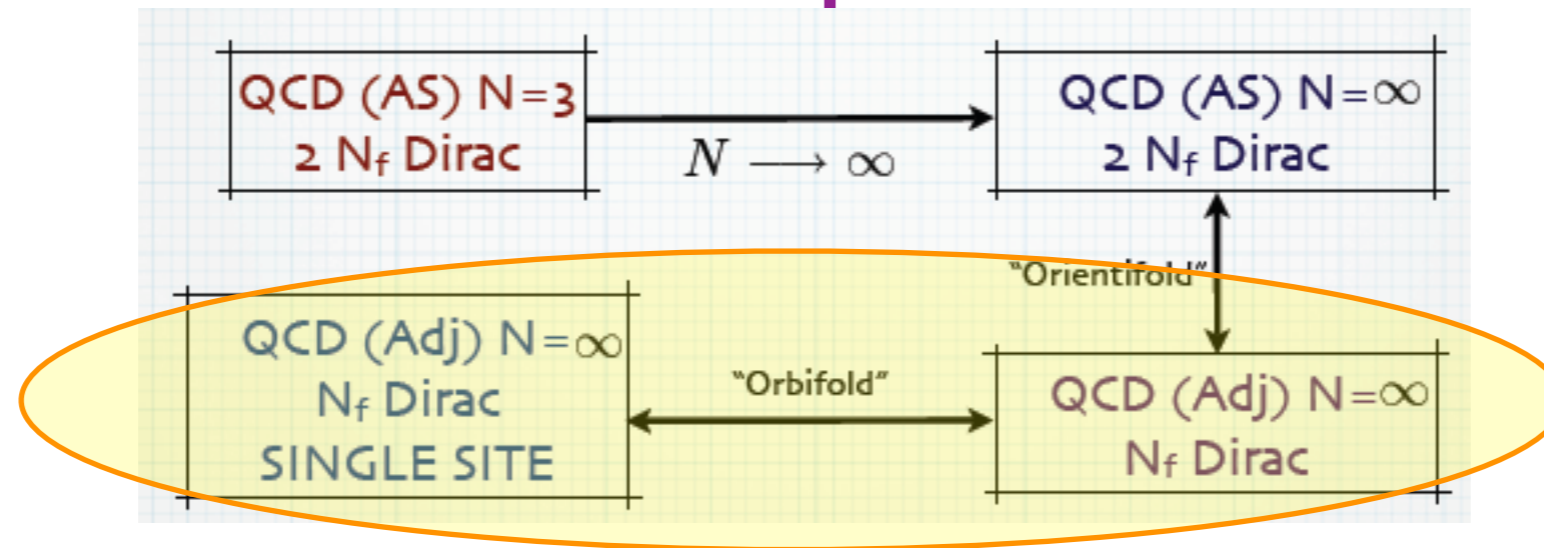 QCD (AS) N=3
2 Nf Dirac
N ⟶ ∞
QCD (AS) N=∞
2 Nf Dirac
"Orientifold"
QCD (Adj) N=∞
Nf Dirac
SINGLE SITE
"Orbifold"
QCD (Adj) N=∞
Nf Dirac